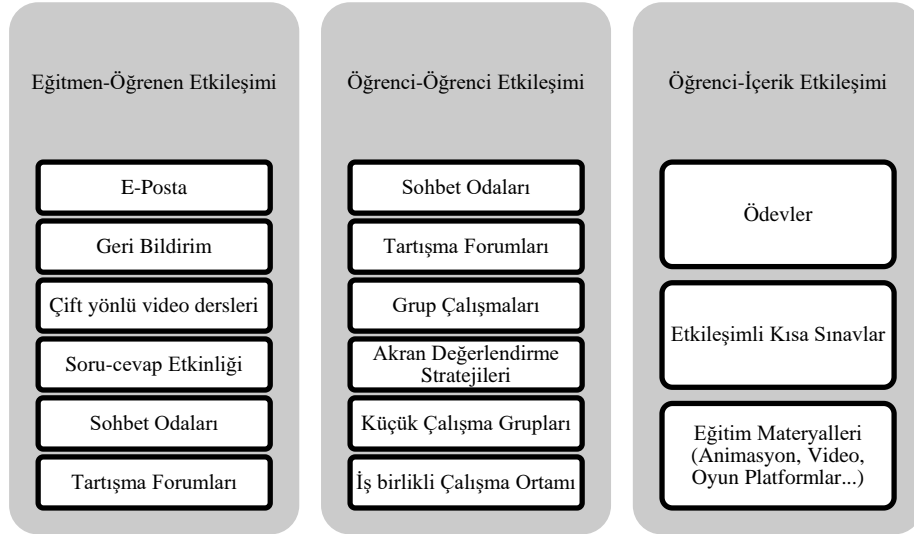 Eğitmen-Öğrenen Etkileşimi
E-Posta
Geri Bildirim
Çift yönlü video dersleri
Soru-cevap Etkinliği
Sohbet Odaları
Tartışma Forumları
Öğrenci-Öğrenci Etkileşimi
Sohbet Odaları
Tartışma Forumları
Grup Çalışmaları
Akran Değerlendirme
Stratejileri
Küçük Çalışma Grupları
İş birlikli Çalışma Ortamı
Öğrenci-İçerik Etkileşimi
Ödevler
Etkileşimli Kısa Sınavlar
Eğitim Materyalleri
(Animasyon, Video,
Oyun Platformlar...)